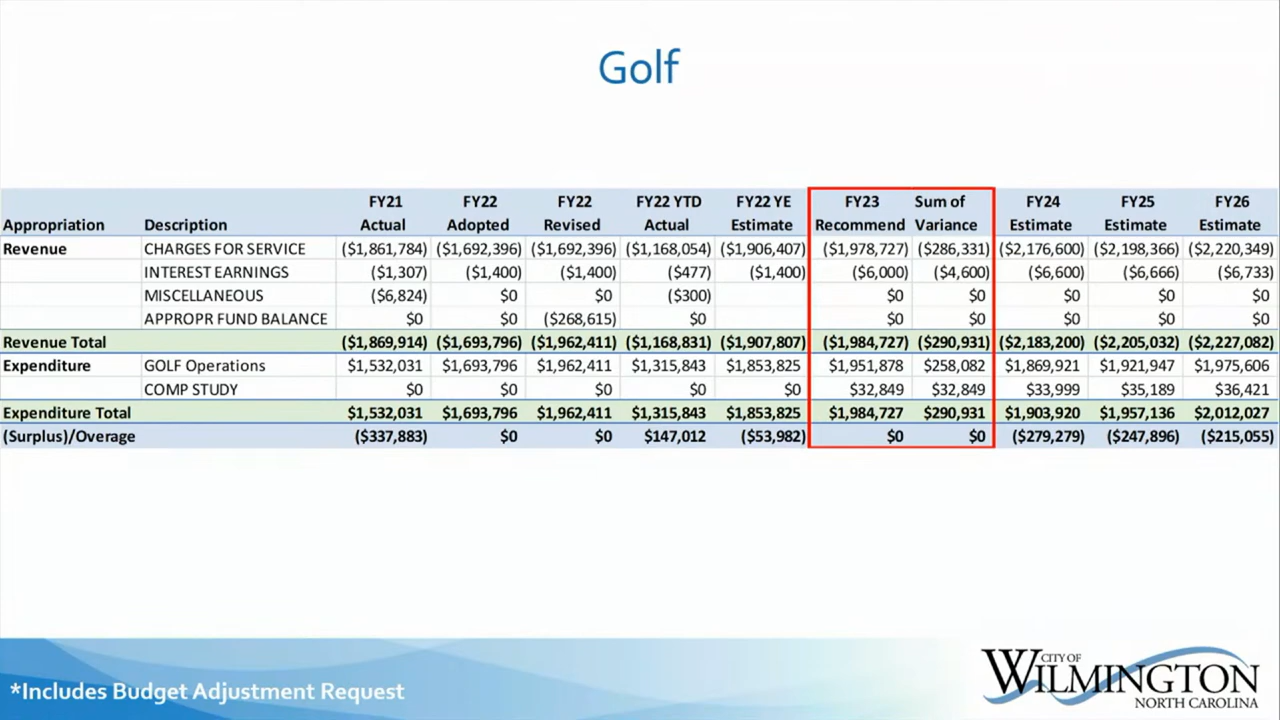 Golf
FY21 FY22 FY22 FY22 YTD FY22 YE FY23 Sum of FY24 FY25 FY26
Appropriation Description Actual Adopted Revised Actual Estimate Recommend Variance Estimate Estimate Estimate
Revenue CHARGES FOR SERVICE ($1,861,784) ($1,692,396) ($1,692,396) ($1,168,054) ($1,906,407) ($1,978,727) ($286,331) ($2,176,600) ($2,198,366) ($2,220,349)
INTEREST EARNINGS ($1,307) ($1,400) ($1,400) ($477) ($1,400) ($6,000) ($4,600) ($6,600) ($6,666) ($6,733)
MISCELLANEOUS ($6,824) $0 $0 ($300) $0 $0 $0 $0 $0
APPROPR FUND BALANCE $0 $0 ($268,615) $0 $0 $0 $0 $0 $0
Revenue Total ($1,869,914) ($1,693,796) ($1,962,411) ($1,168,831) ($1,907,807) ($1,984,727) ($290,931) ($2,183,200) ($2,205,032) ($2,227,082)
Expenditure GOLF Operations $1,532,031 $1,693,796 $1,962,411 $1,315,843 $1,853,825 $1,951,878 $258,082 $1,869,921 $1,921,947 $1,975,606
COMP STUDY $0 $0 $0 $0 $0 $32,849 $32,849 $33,999 $35,189 $36,421
Expenditure Total $1,532,031 $1,693,796 $1,962,411 $1,315,843 $1,853,825 $1,984,727 $290,931 $1,903,920 $1,957,136 $2,012,027
(Surplus)/Overage ($337,883) $0 $0 $147,012 ($53,982) $0 $0 ($279,279) ($247,896) ($215,055)
*Includes Budget Adjustment Request
CITY OF
WILMINGTON
NORTH CAROLINA